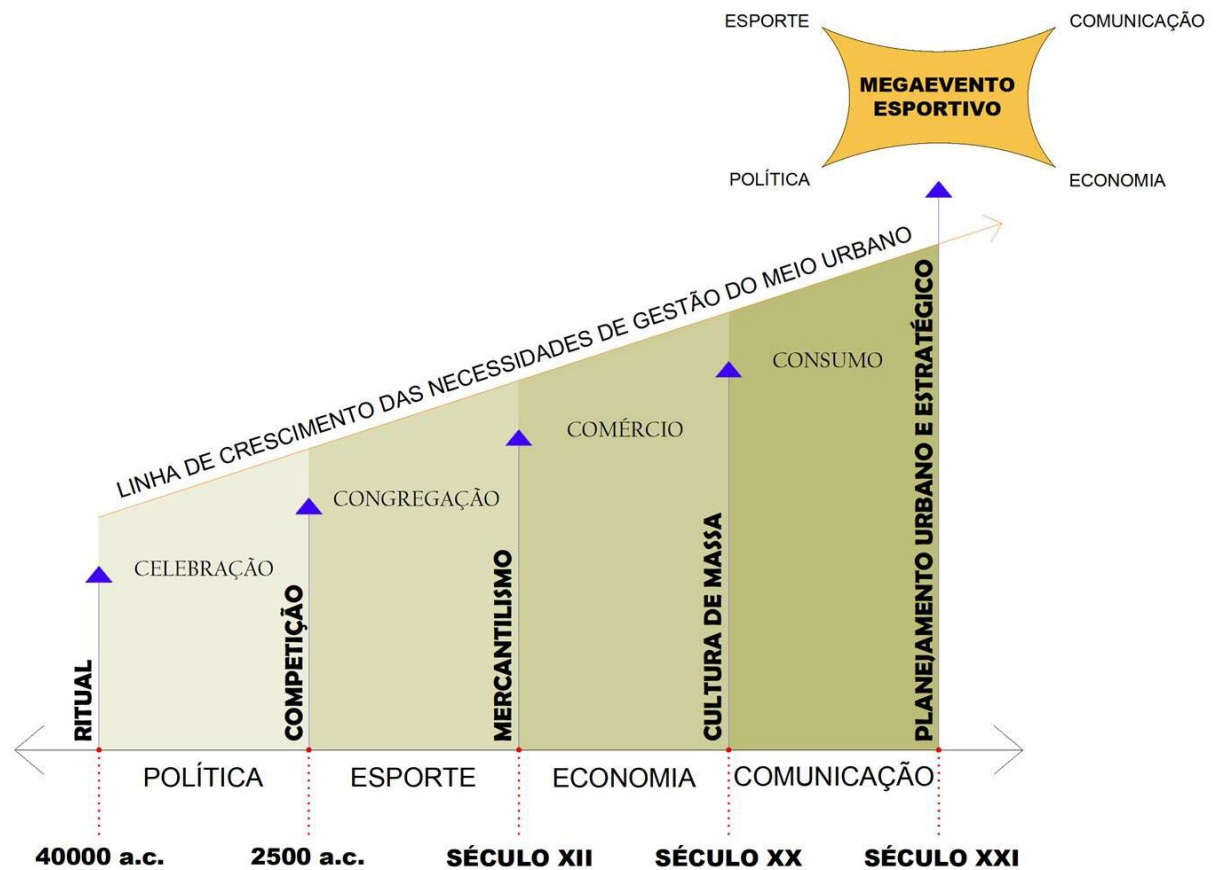 ESPORTE
COMUNICAÇÃO
MEGAEVENTO
ESPORTIVO
POLÍTICA
ECONOMIA
LINHA DE CRESCIMENTO DAS NECESSIDADES DE GESTÃO DO MEIO URBANO
CELEBRAÇÃO
CONGREGAÇÃO
COMÉRCIO
CONSUMO
RITUAL
COMPETIÇÃO
MERCANTILISMO
CULTURA DE MASSA
PLANEJAMENTO URBANO E ESTRATÉGICO
POLÍTICA
ESPORTE
ECONOMIA
COMUNICAÇÃO
40000 a.c.
2500 a.c.
SÉCULO XII
SÉCULO XX
SÉCULO XXI